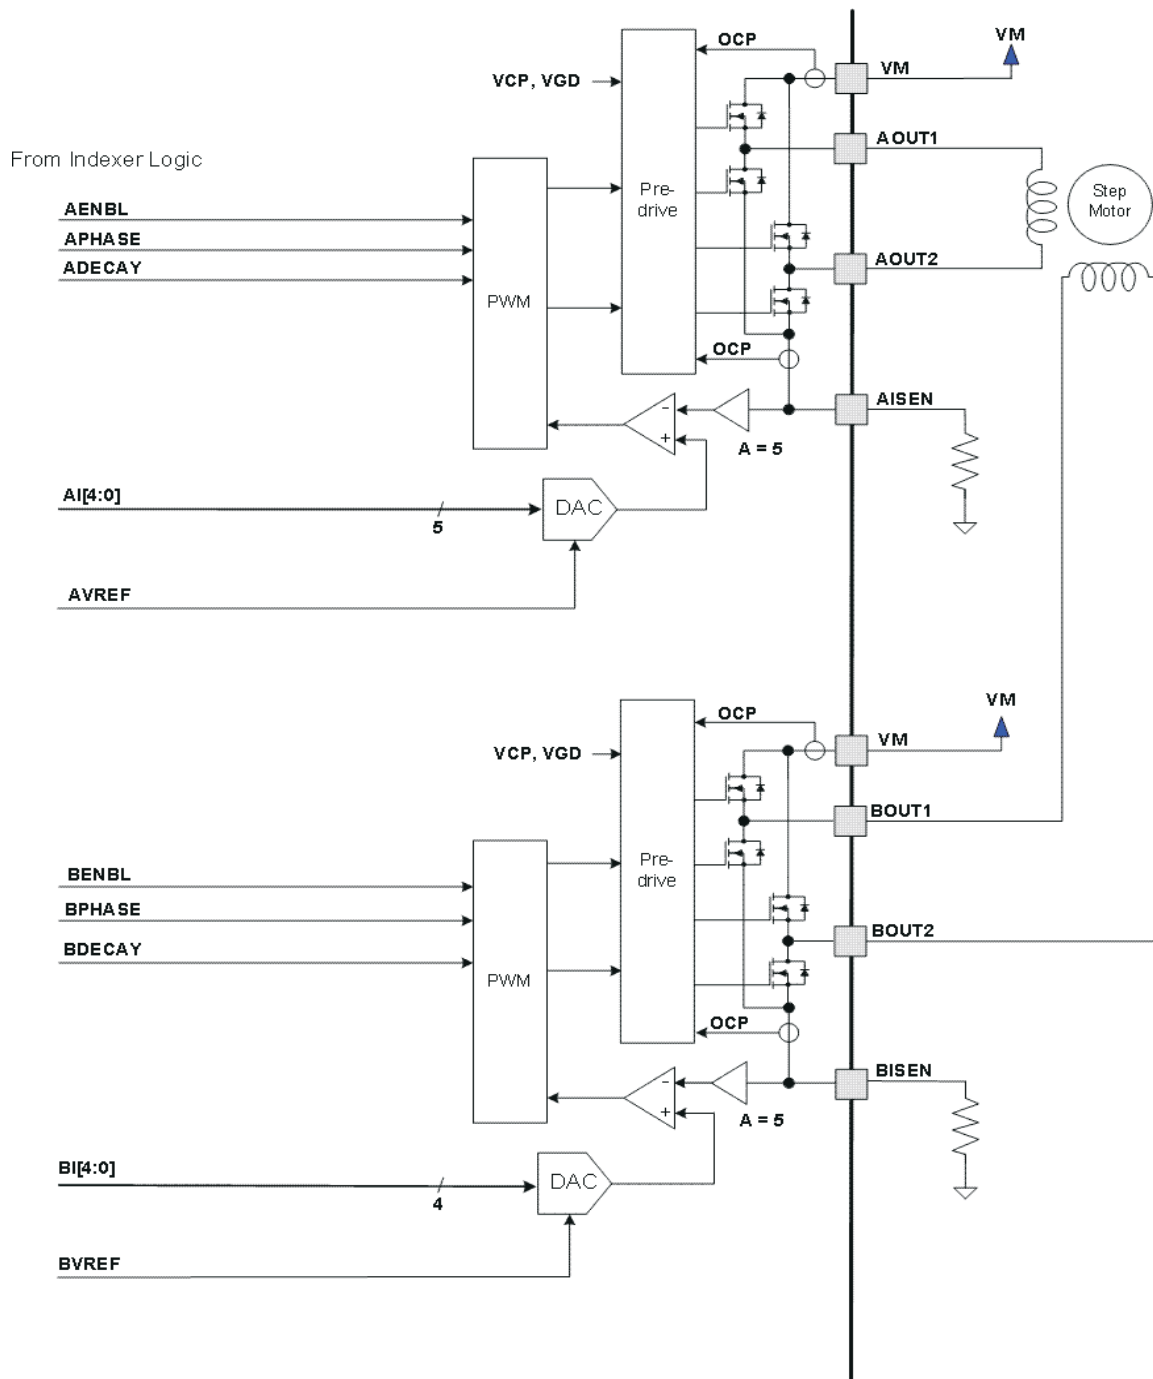 OCP
VM
VCP, VGD
VM
AOUT1
From Indexer Logic
Pre-
drive
Step
Motor
AENBL
APHASE
ADECAY
AOUT2
PWM
OCP
AISEN
-
+
A = 5
AI[4:0]
5
DAC
AVREF
OCP
VM
VM
VCP, VGD
BOUT1
Pre-
drive
BENBL
BPHASE
BDECAY
BOUT2
PWM
OCP
BISEN
-
+
A = 5
BI[4:0]
4
DAC
BVREF